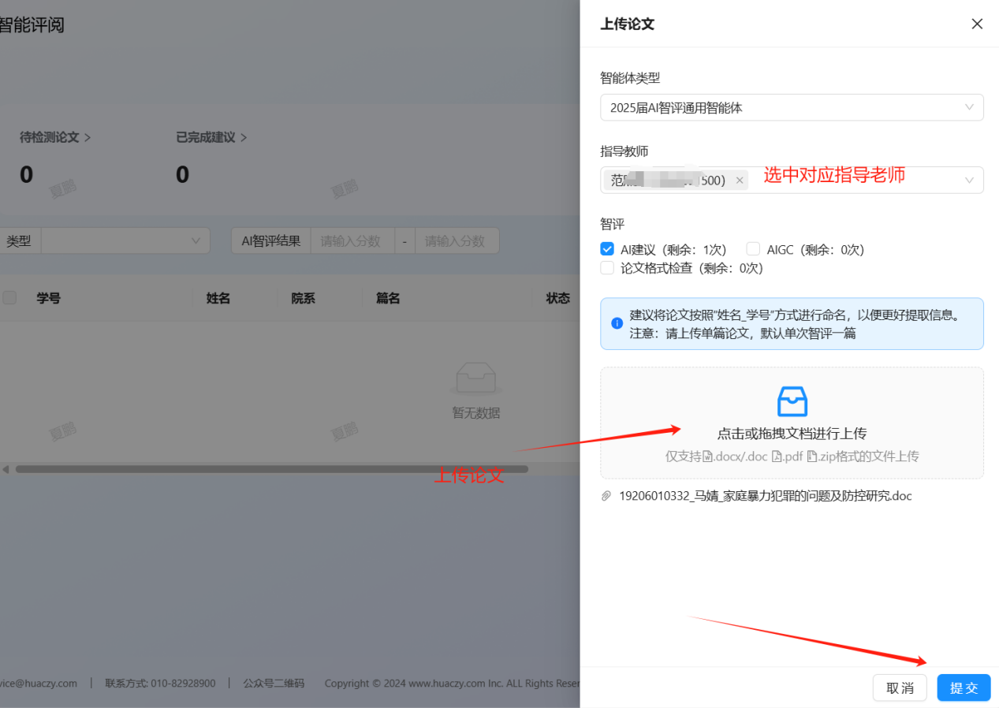 智能评阅
待检测论文 >
已完成建议 >
0
0
夏鹏
夏鹏
类型
AI智评结果
请输入分数
-
请输入分数
学号
姓名
院系
篇名
状态
暂无数据
夏鹏
夏鹏
上传论文
vice@huaczy.com | 联系方式: 010-82928900 | 公众号二维码 Copyright © 2024 www.huaczy.com Inc. ALL Rights Reser
上传论文
智能体类型
2025届AI智评通用智能体
指导教师
范 500）
选中对应指导老师
智评
AI建议（剩余：1次）
AIGC（剩余：0次）
论文格式检查（剩余：0次）
建议将论文按照“姓名_学号”方式进行命名，以便更好提取信息。
注意：请上传单篇论文，默认单次智评一篇
点击或拖拽文档进行上传
仅支持.docx/.doc .pdf .zip格式的文件上传
19206010332_马婧_家庭暴力犯罪的问题及防控研究.doc
取 消
提 交